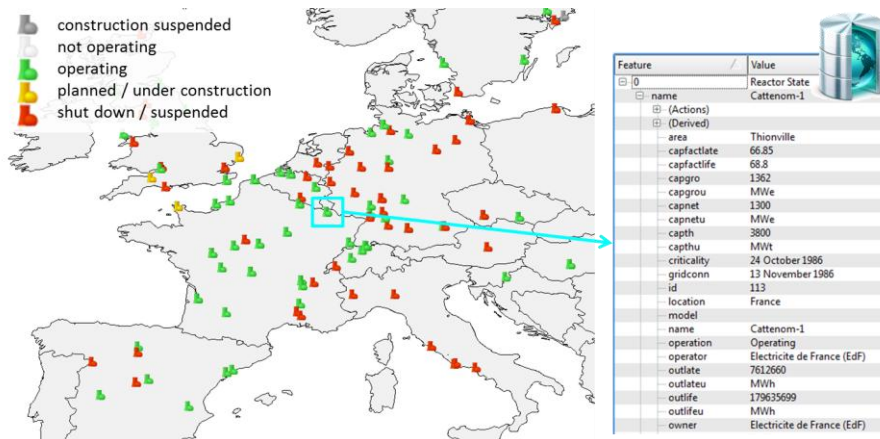 construction suspended
not operating
operating
planned / under construction
shut down / suspended
Feature / Value
0 Reactor State
name Cattenom-1
(Actions)
(Derived)
area Thionville
capfactlate 66.85
capfactlife 68.8
capgro 1362
capgrou MWe
capnet 1300
capnetu MWe
capth 3800
capthu MWt
criticality 24 October 1986
gridconn 13 November 1986
id 113
location France
model
name Cattenom-1
operation Operating
operator Electricite de France (EdF)
outlate 7612660
outlateu MWh
outlife 179635699
outlifeu MWh
owner Electricite de France (EdF)